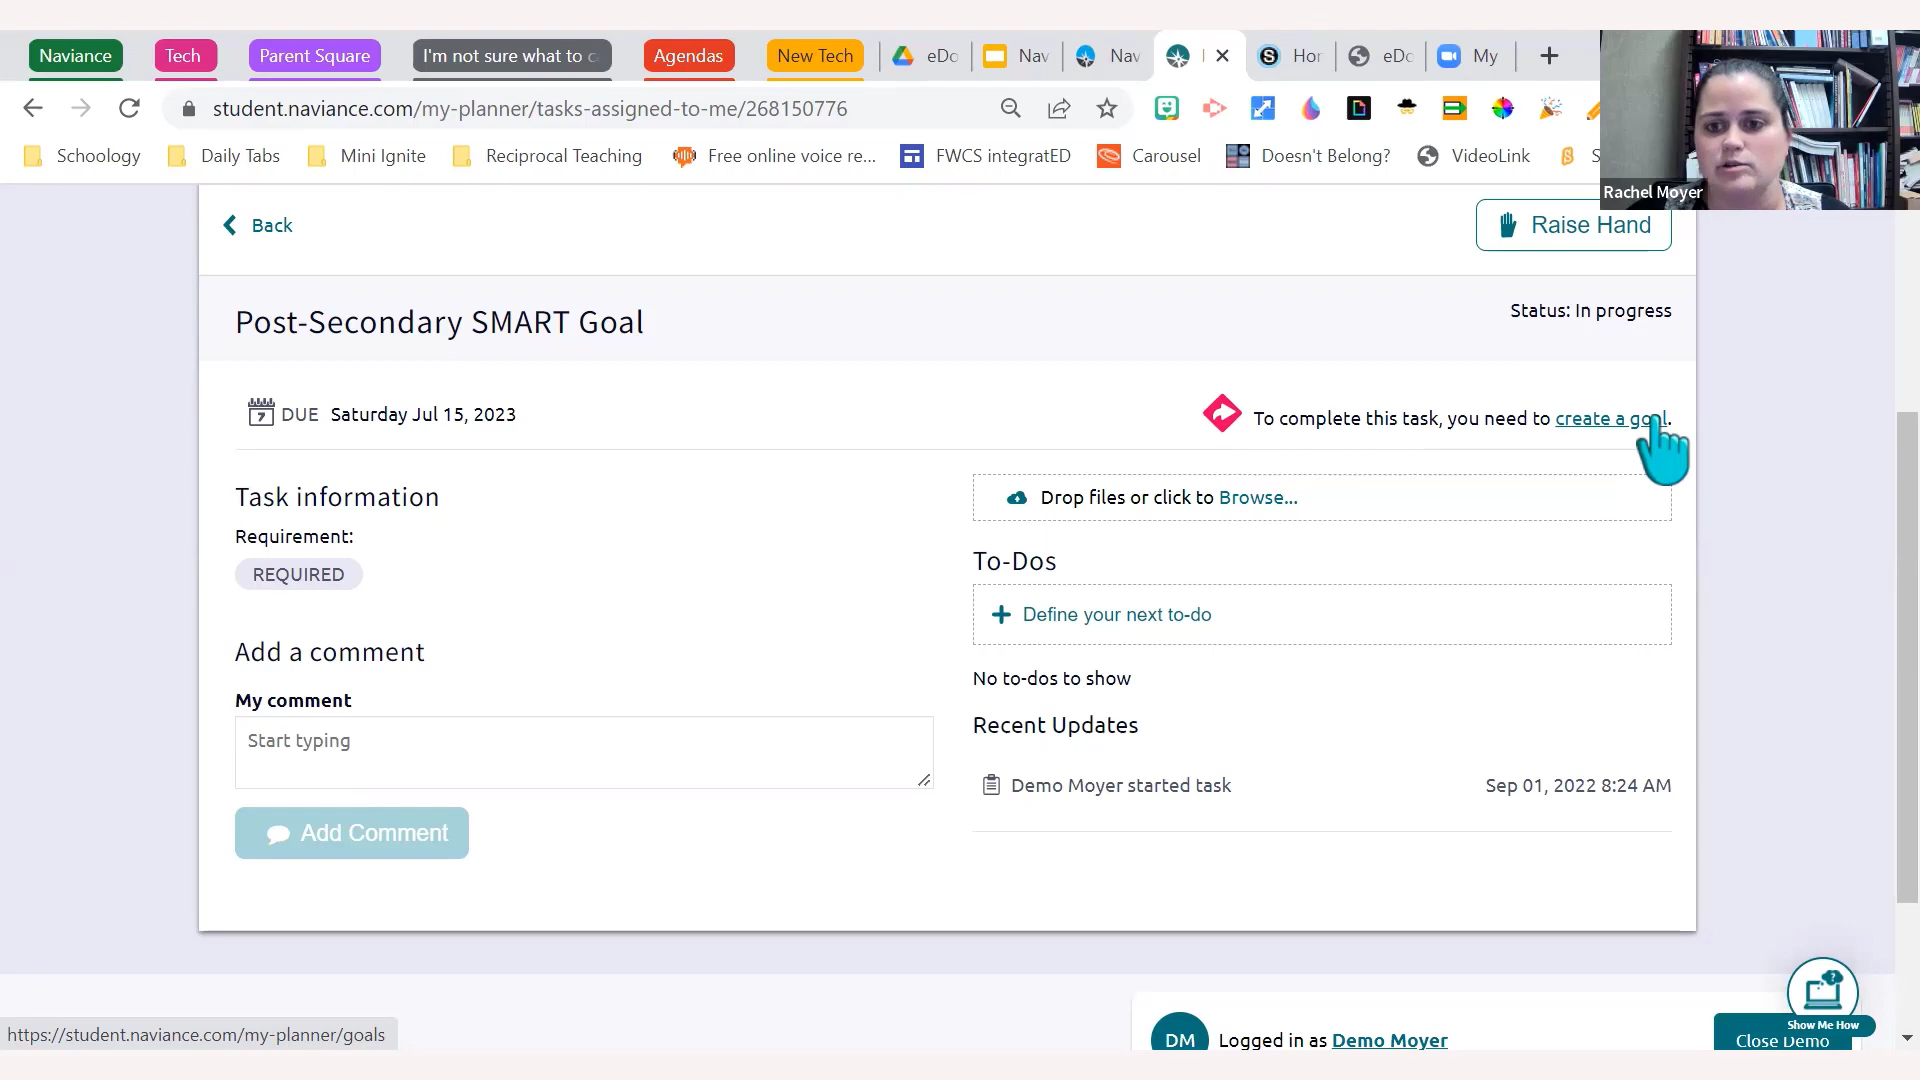 Naviance
Tech
Parent Square
I'm not sure what to c
Agendas
New Tech
eDo
Nav
Nav
Hor
eDo
My
student.naviance.com/my-planner/tasks-assigned-to-me/268150776
Schoology
Daily Tabs
Mini Ignite
Reciprocal Teaching
Free online voice re...
FWCS integratED
Carousel
Doesn't Belong?
VideoLink
S
Rachel Moyer
Back
Raise Hand
Post-Secondary SMART Goal
Status: In progress
7 DUE Saturday Jul 15, 2023
To complete this task, you need to create a goal.
Task information
Requirement:
REQUIRED
Drop files or click to Browse...
To-Dos
Define your next to-do
No to-dos to show
Add a comment
My comment
Start typing
Add Comment
Recent Updates
Demo Moyer started task
Sep 01, 2022 8:24 AM
Show Me How
https://student.naviance.com/my-planner/goals
DM
Logged in as Demo Moyer
Close Demo